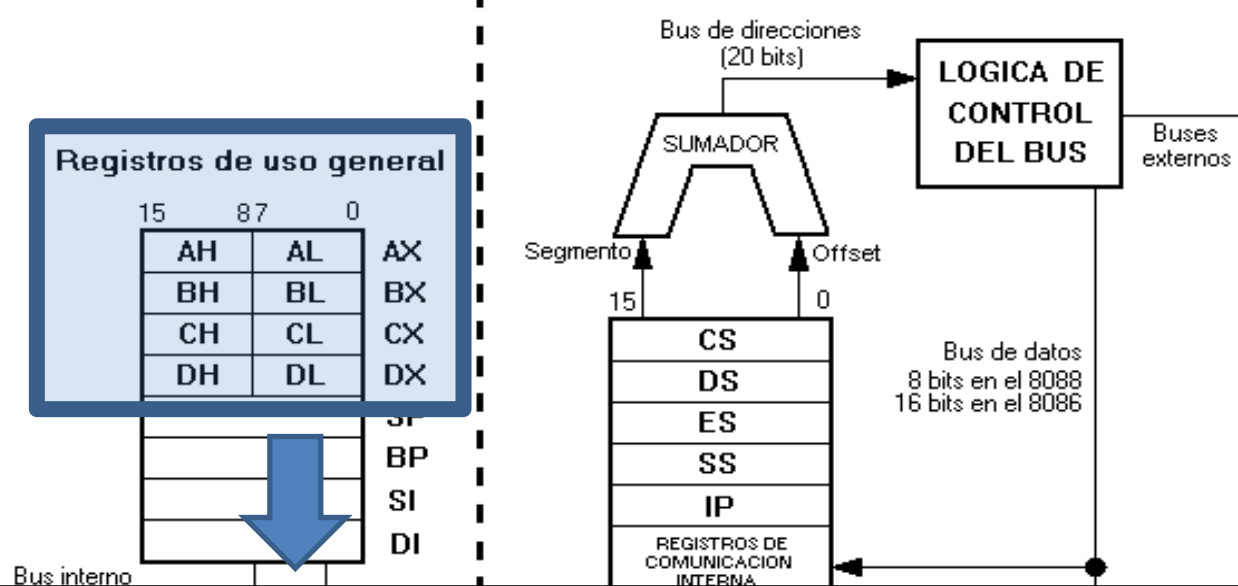 Registros de uso general
15 8 7 0
AH AL AX
BH BL BX
CH CL CX
DH DL DX
SP
BP
SI
DI
Bus interno
Bus de direcciones
(20 bits)
SUMADOR
Segmento
Offset
15 0
CS
DS
ES
SS
IP
REGISTROS DE
COMUNICACION
INTERNA
LOGICA DE
CONTROL
DEL BUS
Buses
externos
Bus de datos
8 bits en el 8088
16 bits en el 8086